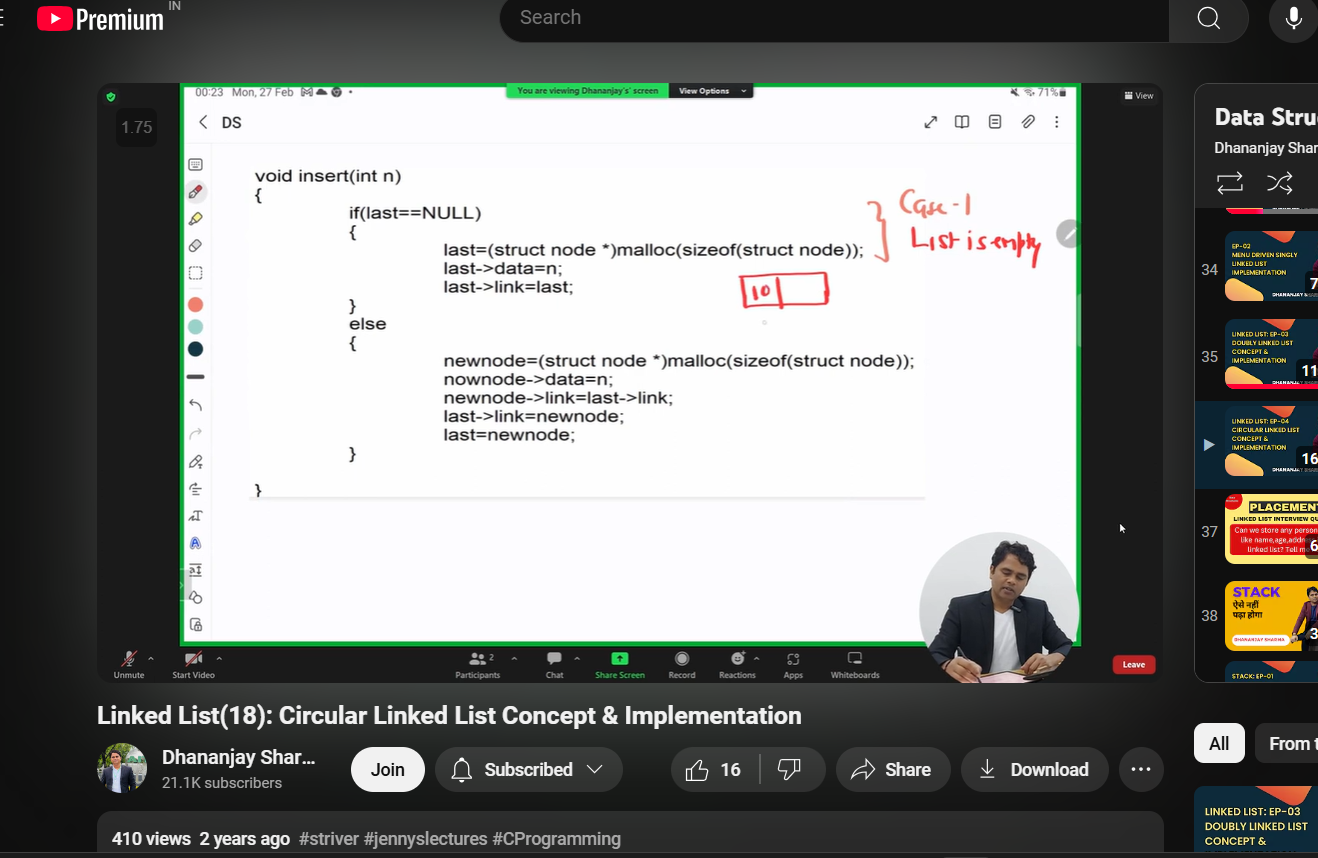 Premium IN
Search
1.75
00:23 Mon, 27 Feb
You are viewing Dhananjay's' screen
View Options
71%
View
DS
void insert(int n)
{
if(last==NULL)
{
last=(struct node *)malloc(sizeof(struct node));
last->data=n;
last->link=last;
}
else
{
newnode=(struct node *)malloc(sizeof(struct node));
nownode->data=n;
newnode->link=last->link;
last->link=newnode;
last=newnode;
}
}
Case-1
List is empty
10
Unmute
Start Video
Participants 2
Chat
Share Screen
Record
Reactions
Apps
Whiteboards
Leave
Linked List(18): Circular Linked List Concept & Implementation
Dhananjay Shar...
21.1K subscribers
Join
Subscribed
16
Share
Download
410 views 2 years ago #striver #jennyslectures #CProgramming
Data Stru
Dhananjay Shar
34
EP-02
MENU DRIVEN SINGLY
LINKED LIST
IMPLEMENTATION
7
35
LINKED LIST: EP-03
DOUBLY LINKED LIST
CONCEPT &
IMPLEMENTATION
11
LINKED LIST: EP-04
CIRCULAR LINKED LIST
CONCEPT &
IMPLEMENTATION
16
37
PLACEMENT
LINKED LIST INTERVIEW QU
Can we store any person
like name,age,addre
linked list? Tell m
6
38
STACK
ऐसे नहीं
पढ़ा होगा
DHANANJAY SHARMA
3
STACK: EP-01
All
From t
LINKED LIST: EP-03
DOUBLY LINKED LIST
CONCEPT &